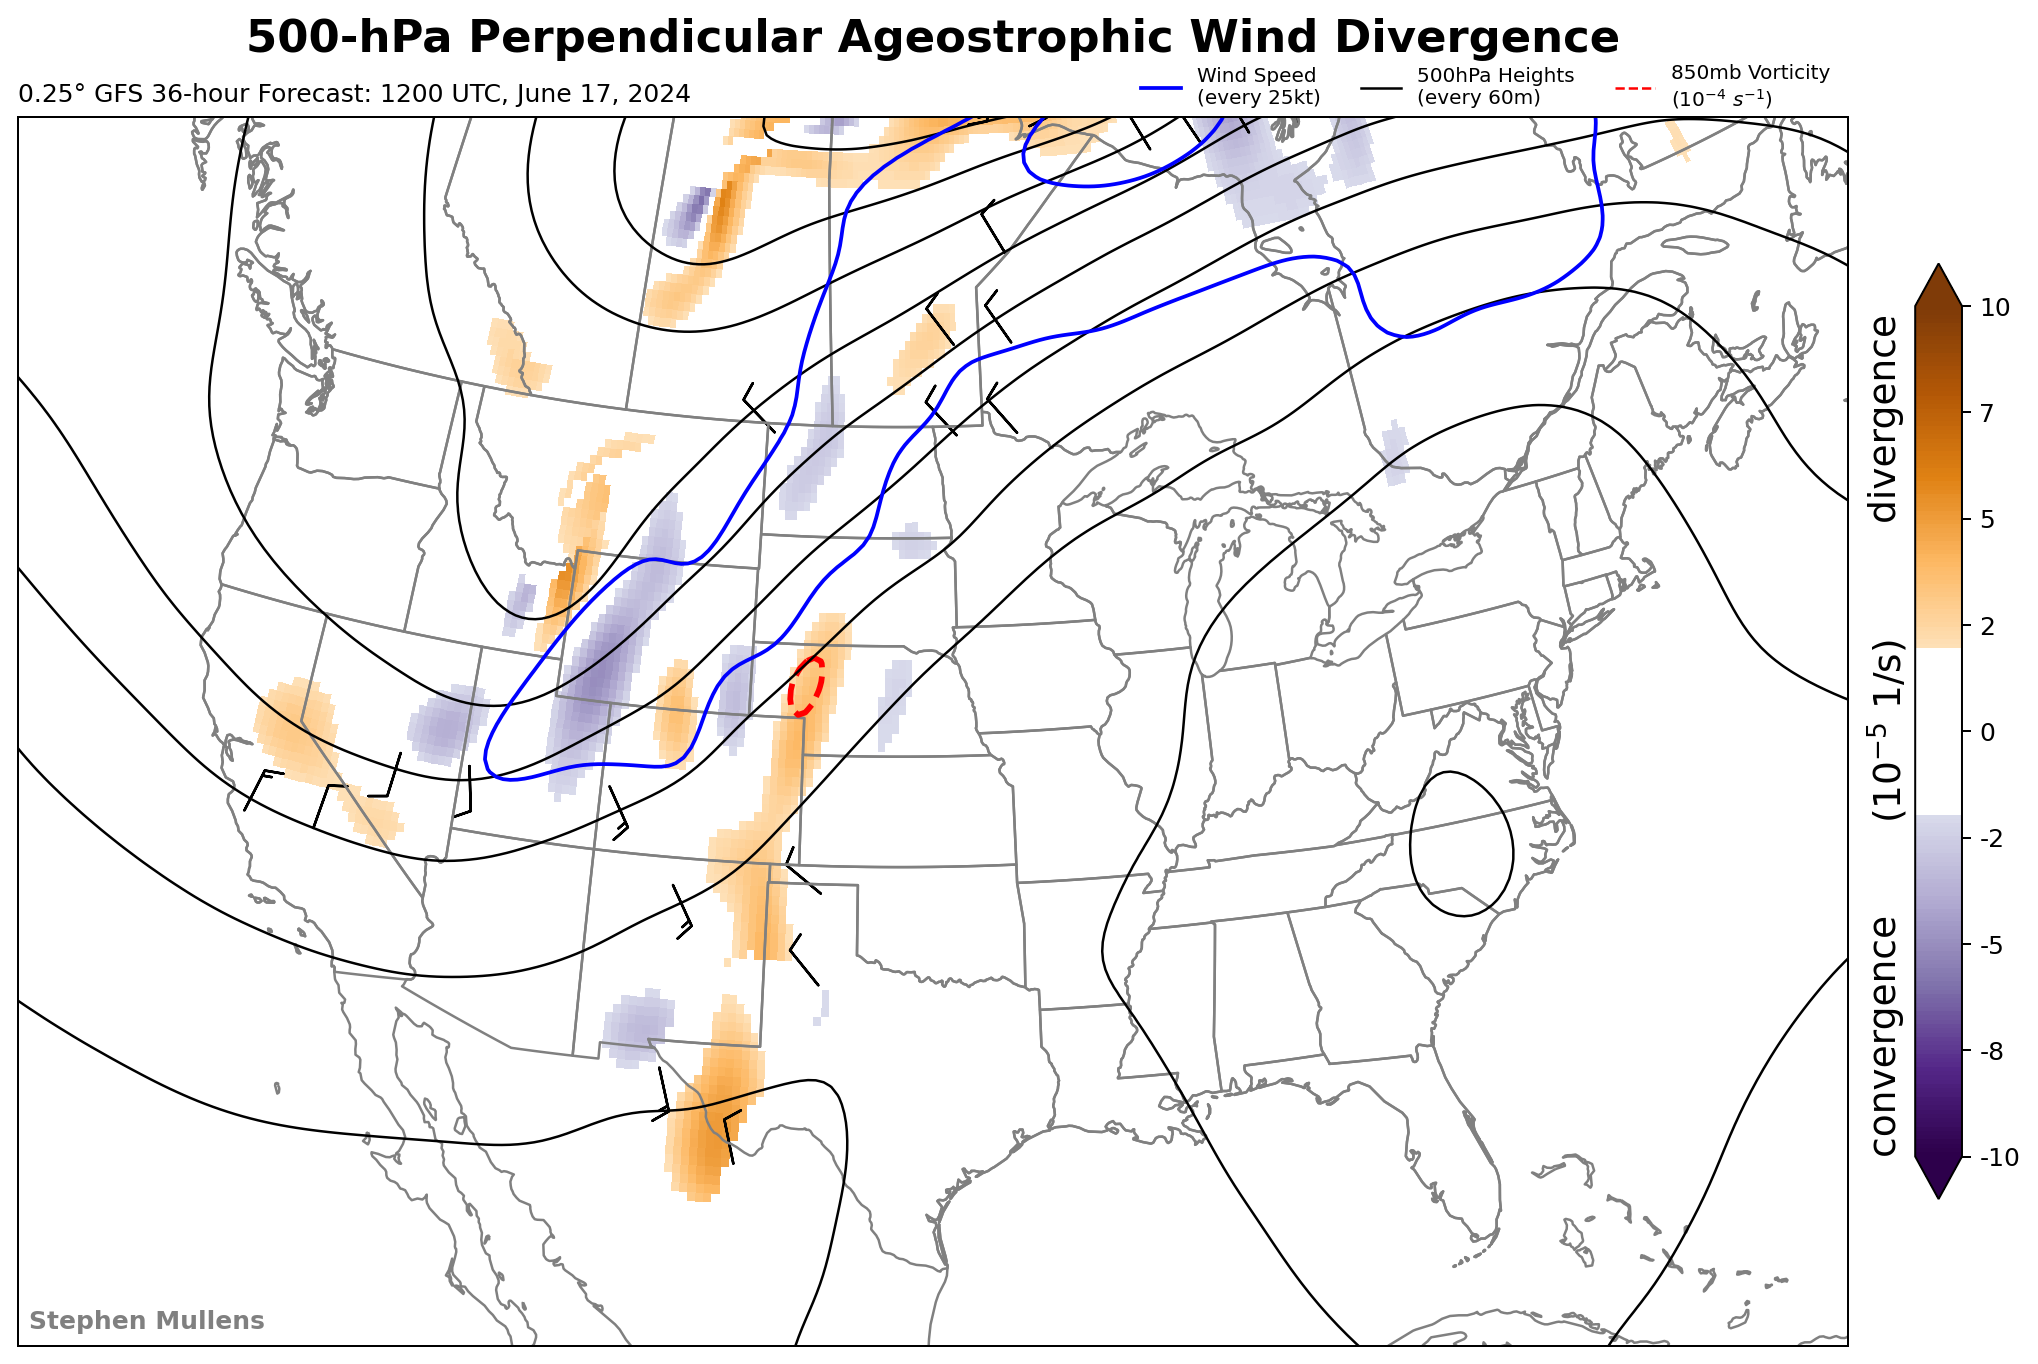 500-hPa Perpendicular Ageostrophic Wind Divergence
0.25° GFS 36-hour Forecast: 1200 UTC, June 17, 2024
Wind Speed
(every 25kt)
500hPa Heights
(every 60m)
850mb Vorticity
(10⁻⁴ s⁻¹)
10
7
5
2
0
-2
-5
-8
-10
convergence (10⁻⁵ 1/s) divergence
Stephen Mullens